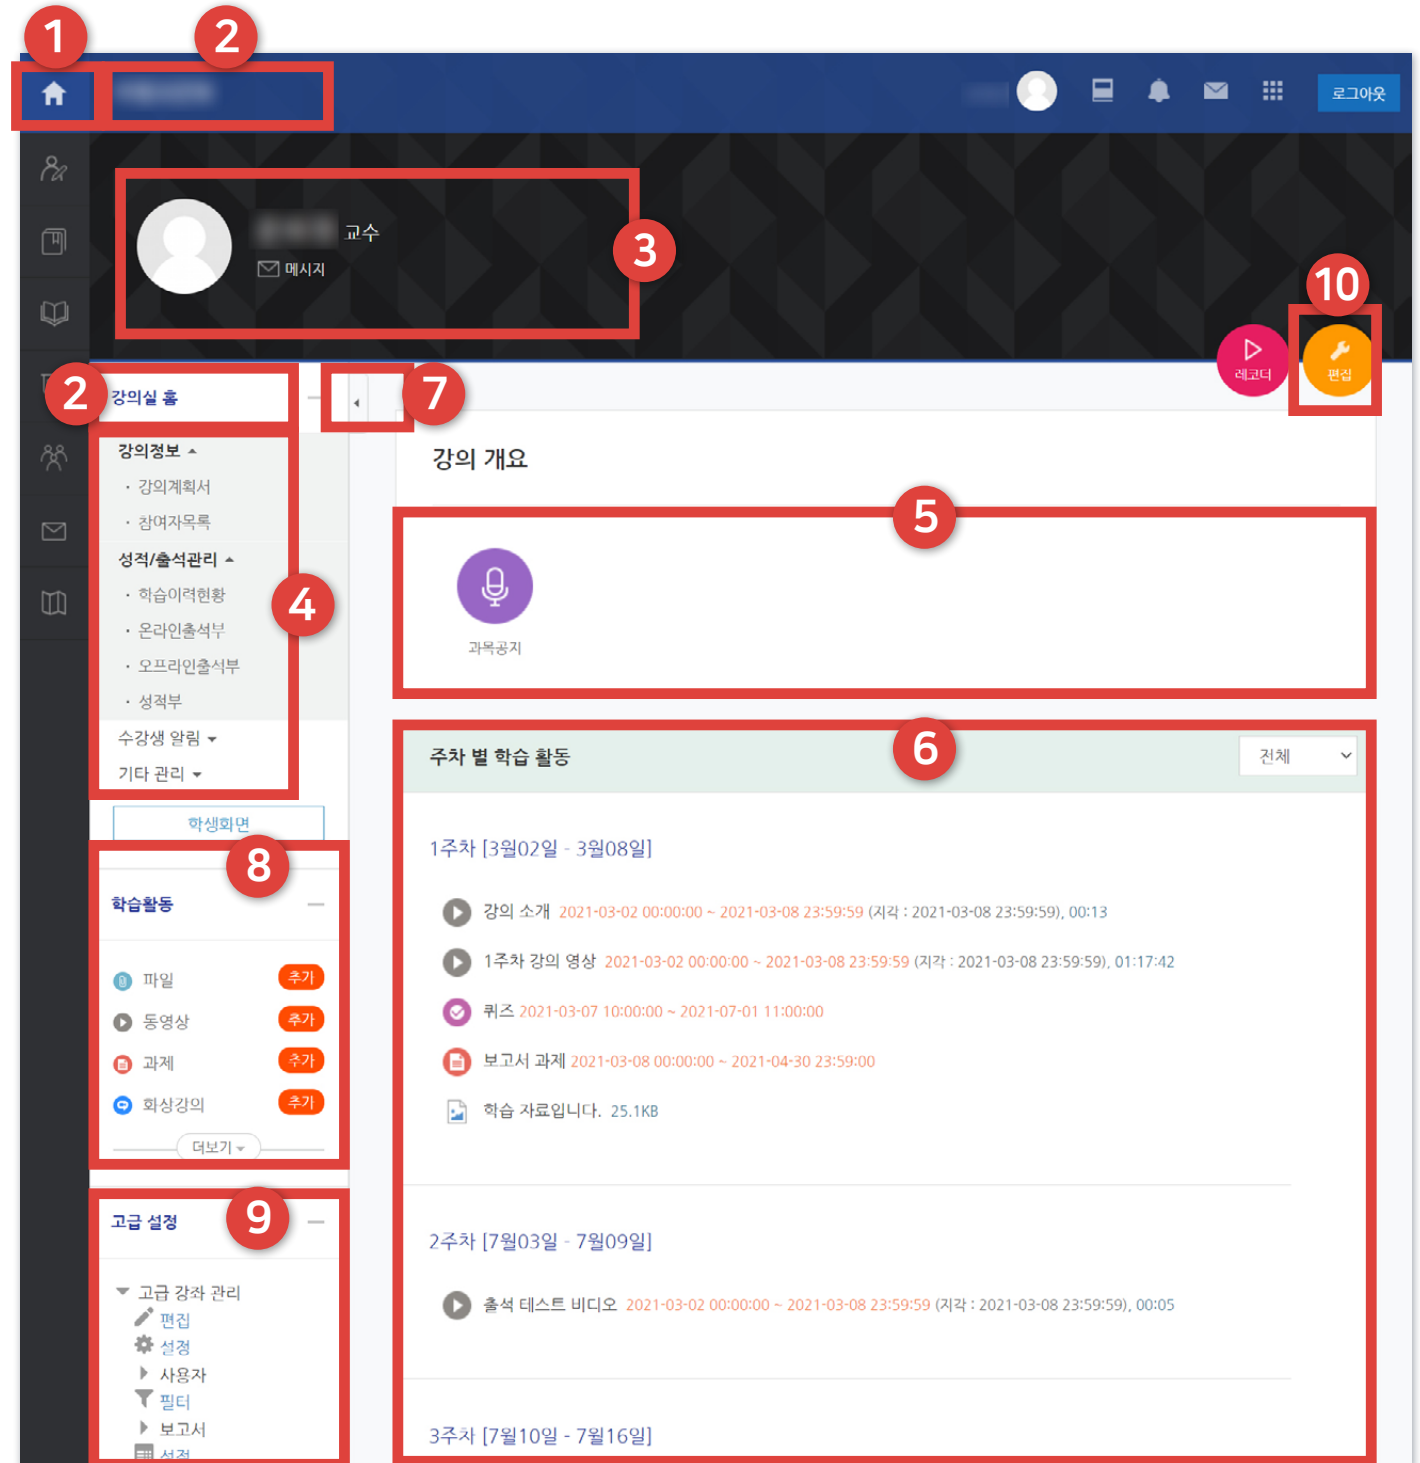 1
2
로그아웃
교수
메시지
3
10
레코더
편집
2
강의실 홈
7
강의정보
· 강의계획서
· 참여자목록
성적/출석관리
· 학습이력현황
· 온라인출석부
· 오프라인출석부
· 성적부
수강생 알림
기타 관리
4
학생화면
강의 개요
5
과목공지
6
주차 별 학습 활동
전체
1주차 [3월02일 - 3월08일]
강의 소개 2021-03-02 00:00:00 ~ 2021-03-08 23:59:59 (지각 : 2021-03-08 23:59:59), 00:13
1주차 강의 영상 2021-03-02 00:00:00 ~ 2021-03-08 23:59:59 (지각 : 2021-03-08 23:59:59), 01:17:42
퀴즈 2021-03-07 10:00:00 ~ 2021-07-01 11:00:00
보고서 과제 2021-03-08 00:00:00 ~ 2021-04-30 23:59:00
학습 자료입니다. 25.1KB
2주차 [7월03일 - 7월09일]
출석 테스트 비디오 2021-03-02 00:00:00 ~ 2021-03-08 23:59:59 (지각 : 2021-03-08 23:59:59), 00:05
3주차 [7월10일 - 7월16일]
8
학습활동
파일 추가
동영상 추가
과제 추가
화상강의 추가
더보기
9
고급 설정
고급 강좌 관리
편집
설정
사용자
필터
보고서
설정